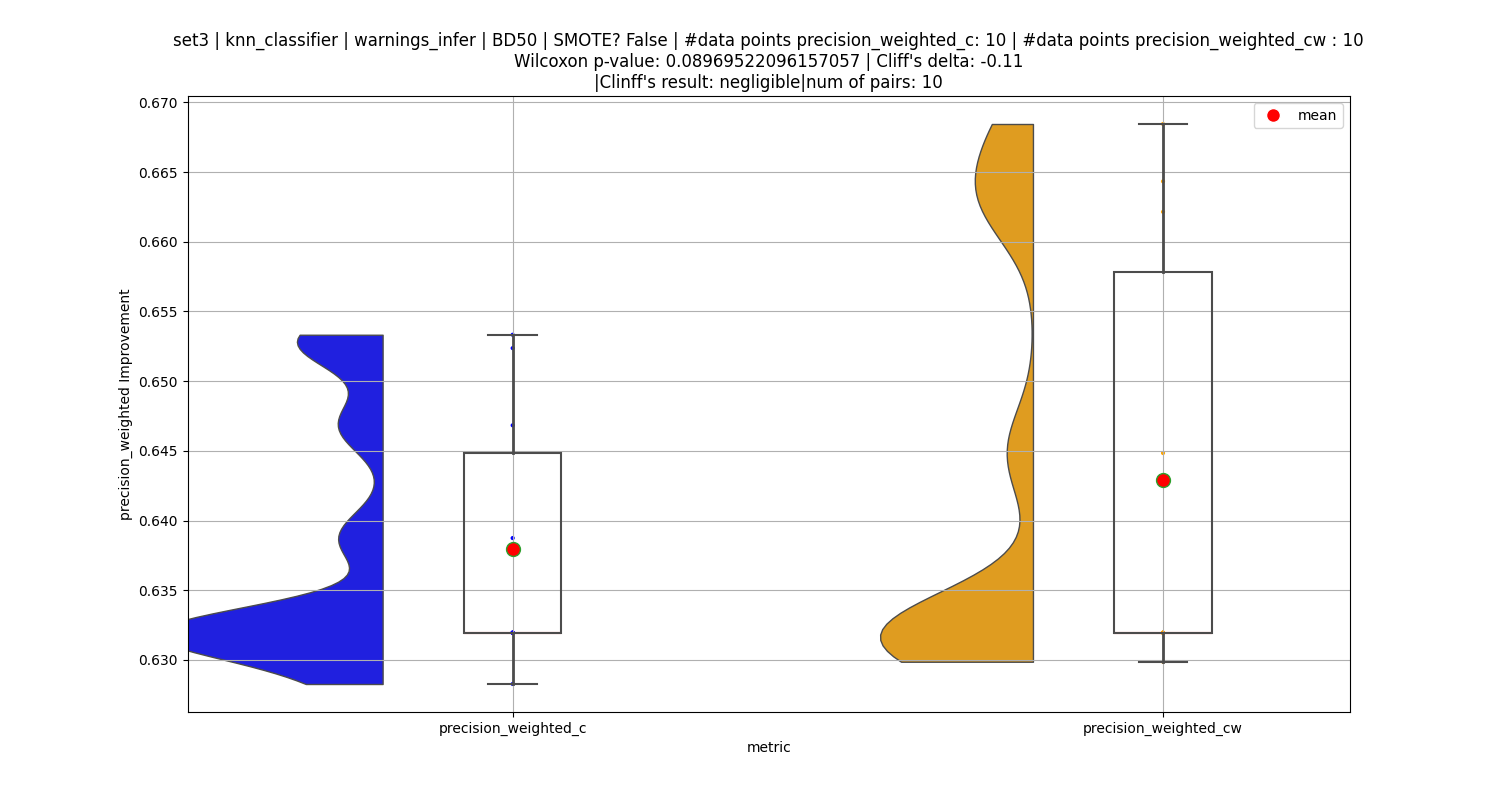 set3 | knn_classifier | warnings_infer | BD50 | SMOTE? False | #data points precision_weighted_c: 10 | #data points precision_weighted_cw : 10
Wilcoxon p-value: 0.08969522096157057 | Cliff's delta: -0.11
|Clinff's result: negligible|num of pairs: 10
mean
0.670
0.665
0.660
0.655
0.650
0.645
0.640
0.635
0.630
precision_weighted Improvement
precision_weighted_c
precision_weighted_cw
metric